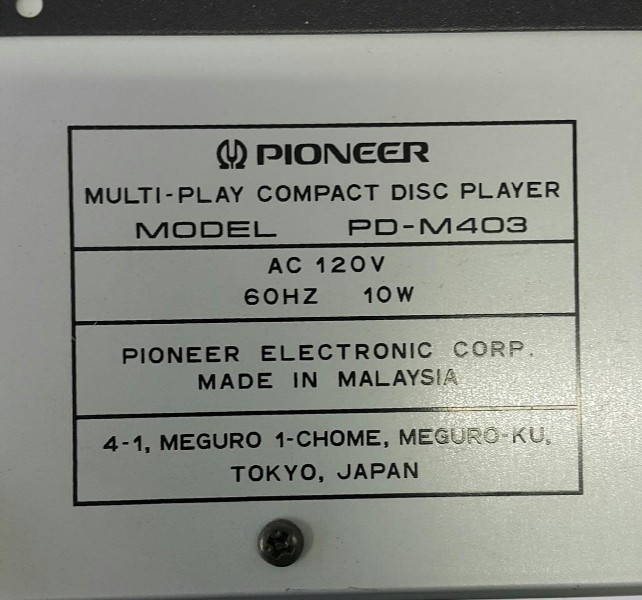 PIONEER
MULTI-PLAY COMPACT DISC PLAYER
MODEL PD-M403
AC 120V
60HZ 10W
PIONEER ELECTRONIC CORP.
MADE IN MALAYSIA
4-1, MEGURO 1-CHOME, MEGURO-KU,
TOKYO, JAPAN